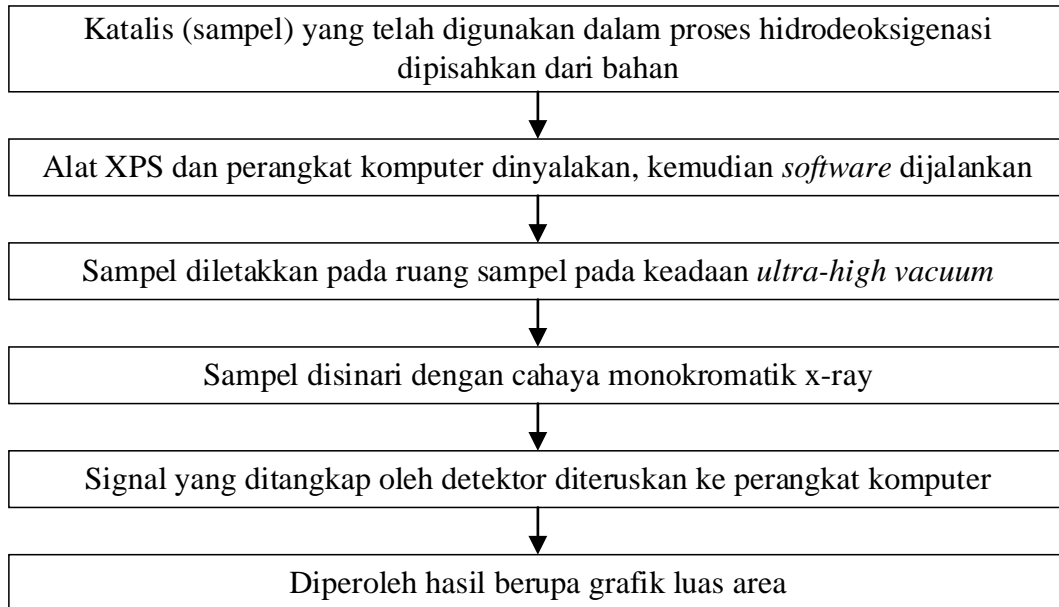 Katalis (sampel) yang telah digunakan dalam proses hidrodeoksigenasi
dipisahkan dari bahan
Alat XPS dan perangkat komputer dinyalakan, kemudian software dijalankan
Sampel diletakkan pada ruang sampel pada keadaan ultra-high vacuum
Sampel disinari dengan cahaya monokromatik x-ray
Signal yang ditangkap oleh detektor diteruskan ke perangkat komputer
Diperoleh hasil berupa grafik luas area